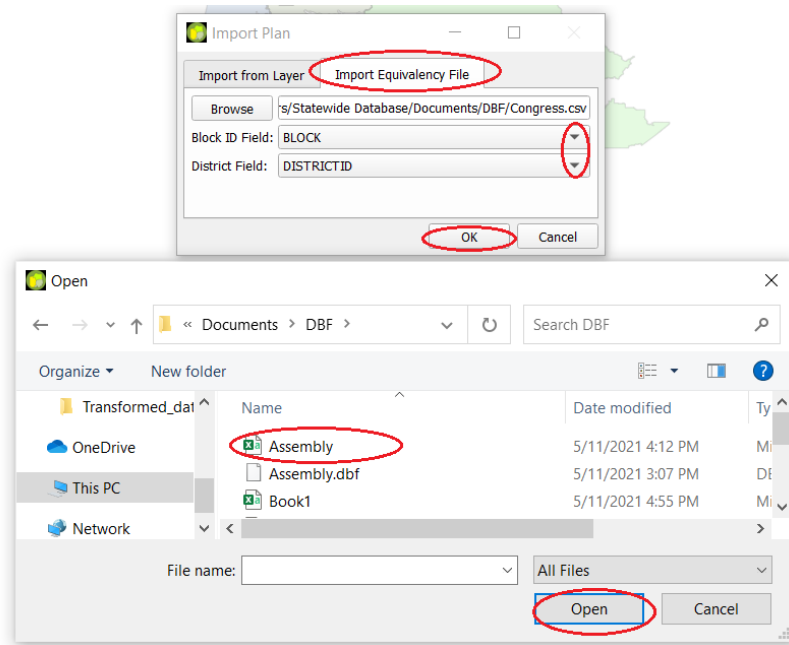 Import Plan
Import from Layer Import Equivalency File
Browse rs/Statewide Database/Documents/DBF/Congress.csv
Block ID Field: BLOCK
District Field: DISTRICTID
OK Cancel
Open
« Documents > DBF > Search DBF
Organize New folder
Transformed_dat Name Date modified Ty
OneDrive Assembly 5/11/2021 4:12 PM Mi
Assembly.dbf 5/11/2021 3:07 PM DE
This PC Book1 5/11/2021 4:55 PM Mi
Network
File name: All Files
Open Cancel